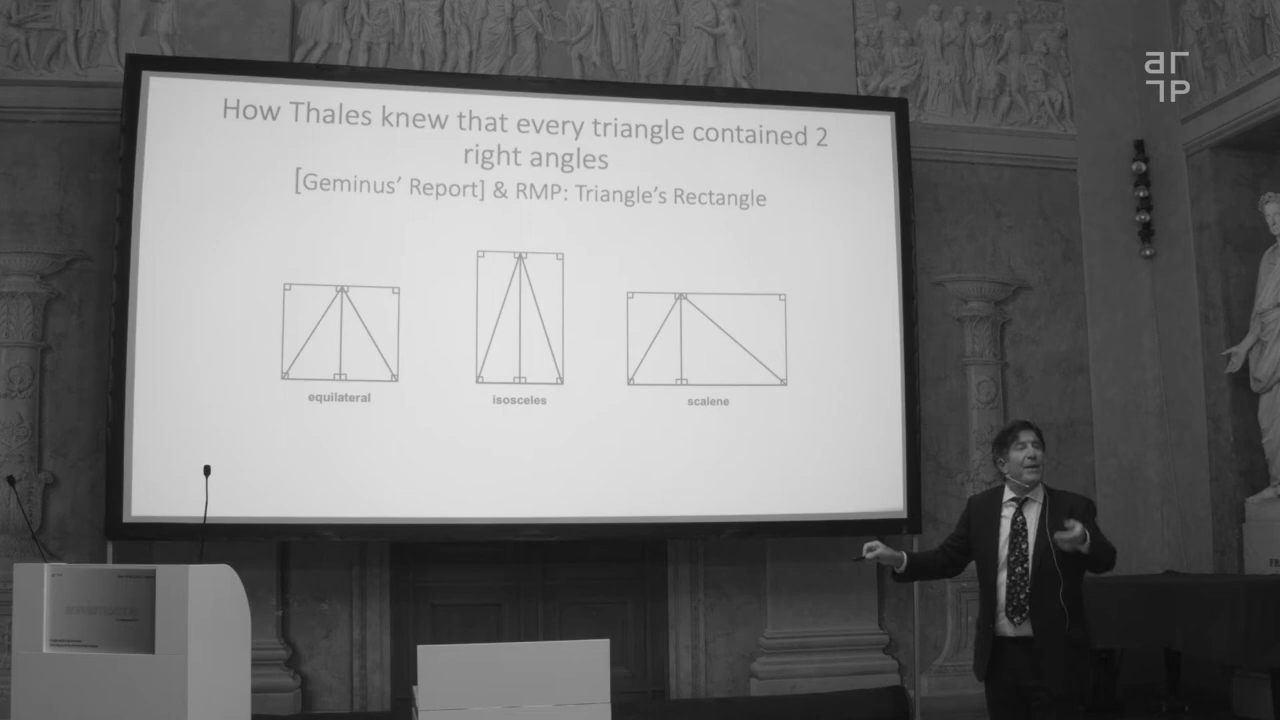 How Thales knew that every triangle contained 2
right angles
[Geminus’ Report] & RMP: Triangle’s Rectangle
equilateral
isosceles
scalene